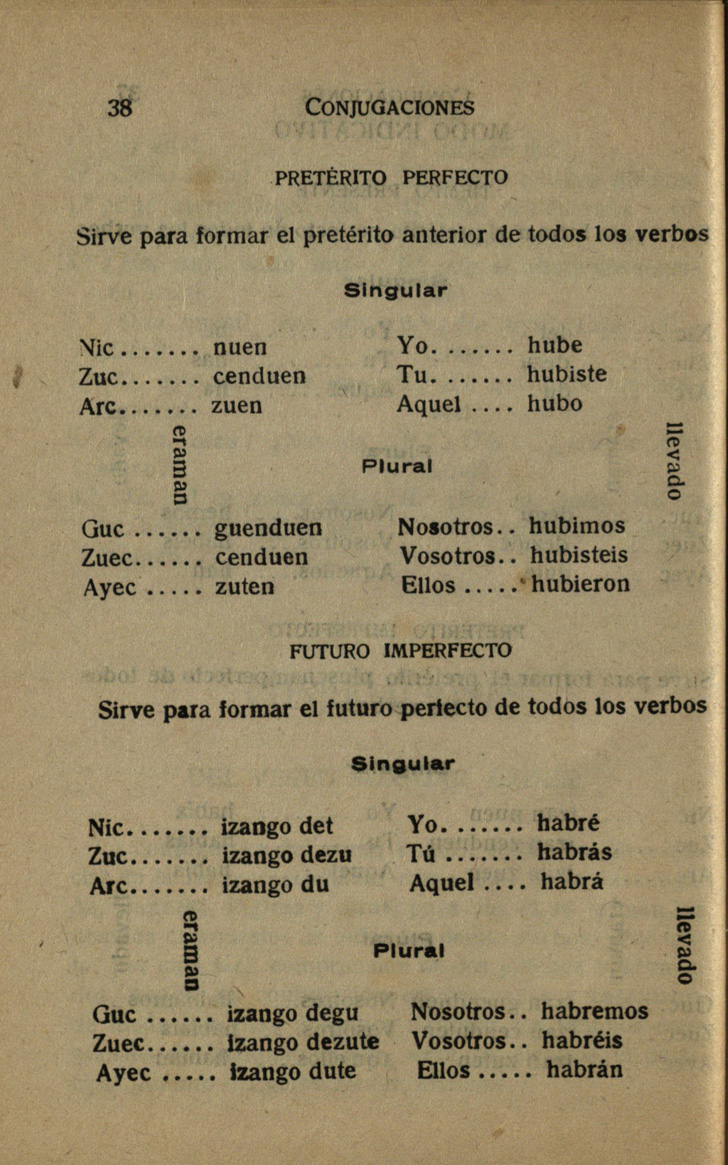 38 CONJUGACIONES
PRETÉRITO PERFECTO
Sirve para formar el pretérito anterior de todos los verbos
Singular
Nic ....... nuen Yo. ....... hube
Zuc....... cenduen Tu. ....... hubiste
Arc....... zuen Aquel .... hubo
eraman
Plural
llevado
Guc ...... guenduen Nosotros.. hubimos
Zuec...... cenduen Vosotros.. hubisteis
Ayec ..... zuten Ellos ..... hubieron
FUTURO IMPERFECTO
Sirve para formar el futuro perfecto de todos los verbos
Singular
Nic....... izango det Yo. ....... habré
Zuc....... izango dezu Tú ....... habrás
Arc....... izango du Aquel .... habrá
eraman
Plural
llevado
Guc ...... izango degu Nosotros.. habremos
Zuec...... izango dezute Vosotros.. habréis
Ayec ..... izango dute Ellos ..... habrán